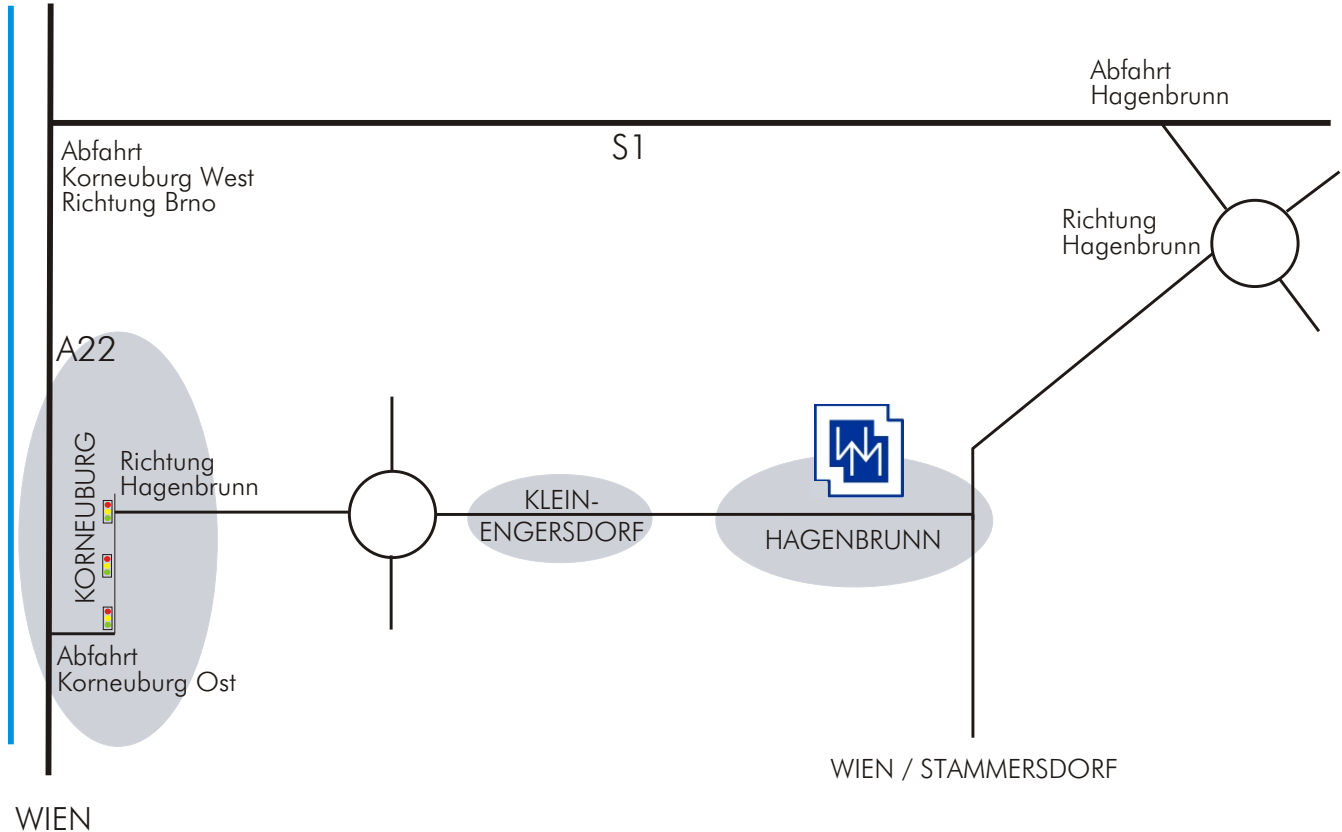 Abfahrt
Hagenbrunn
S1
Abfahrt
Korneuburg West
Richtung Brno
Richtung
Hagenbrunn
A22
KORNEUBURG
Richtung
Hagenbrunn
KLEIN-
ENGERSDORF
WM
HAGENBRUNN
Abfahrt
Korneuburg Ost
WIEN / STAMMERSDORF
WIEN